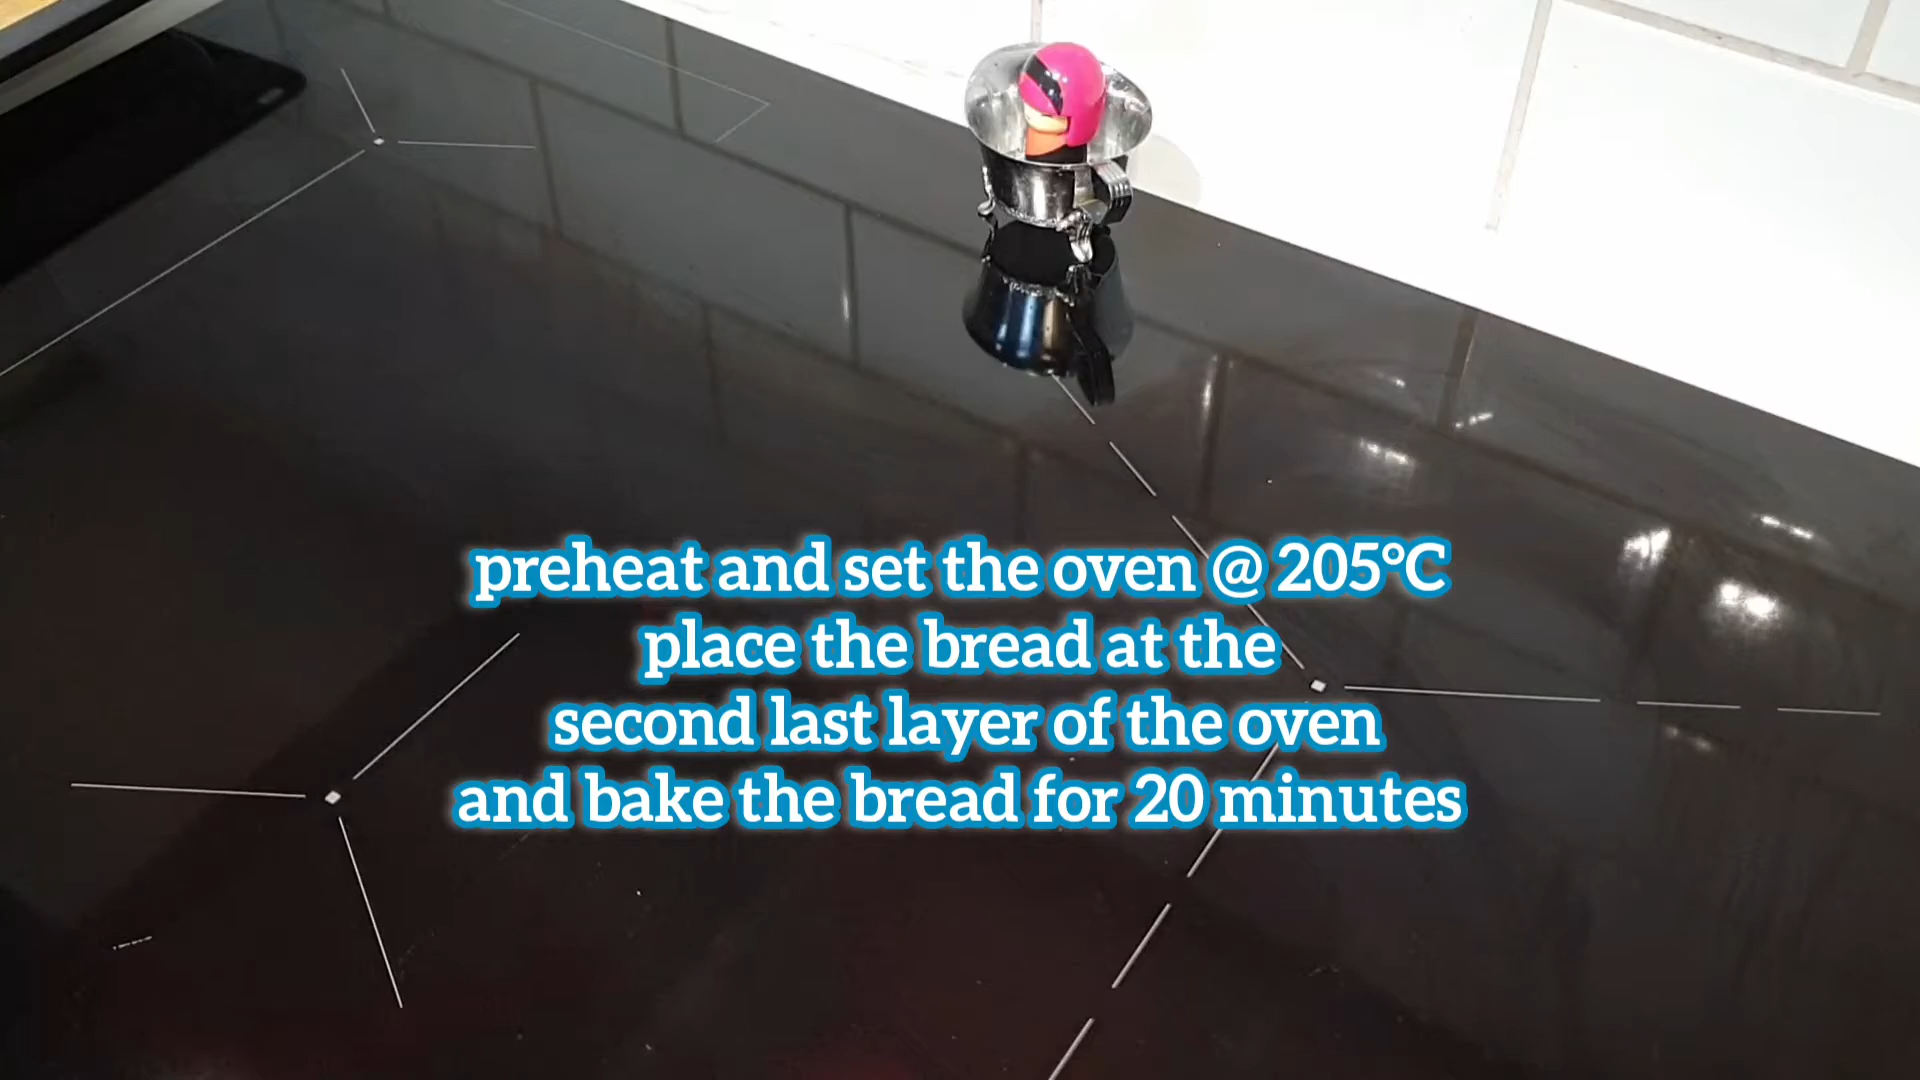 preheat and set the oven @ 205°C
place the bread at the
second last layer of the oven
and bake the bread for 20 minutes